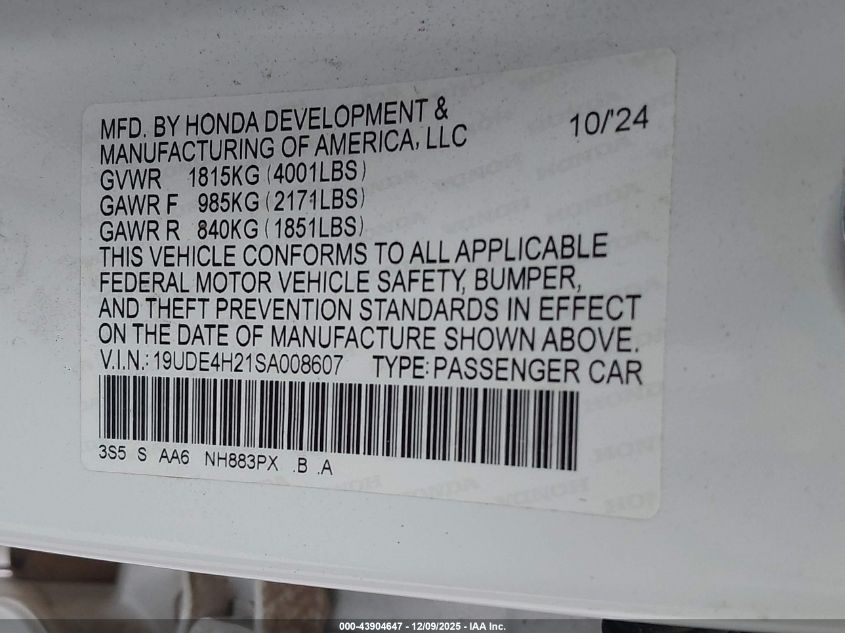 MFD. BY HONDA DEVELOPMENT &
MANUFACTURING OF AMERICA, LLC
10/'24
GVWR 1815KG (4001LBS)
GAWR F 985KG (2171LBS)
GAWR R 840KG (1851LBS)
THIS VEHICLE CONFORMS TO ALL APPLICABLE
FEDERAL MOTOR VEHICLE SAFETY, BUMPER,
AND THEFT PREVENTION STANDARDS IN EFFECT
ON THE DATE OF MANUFACTURE SHOWN ABOVE.
V.I.N.: 19UDE4H21SA008607 TYPE: PASSENGER CAR
3S5 S AA6 NH883PX .B .A
000-43904647 - 12/09/2025 - IAA Inc.